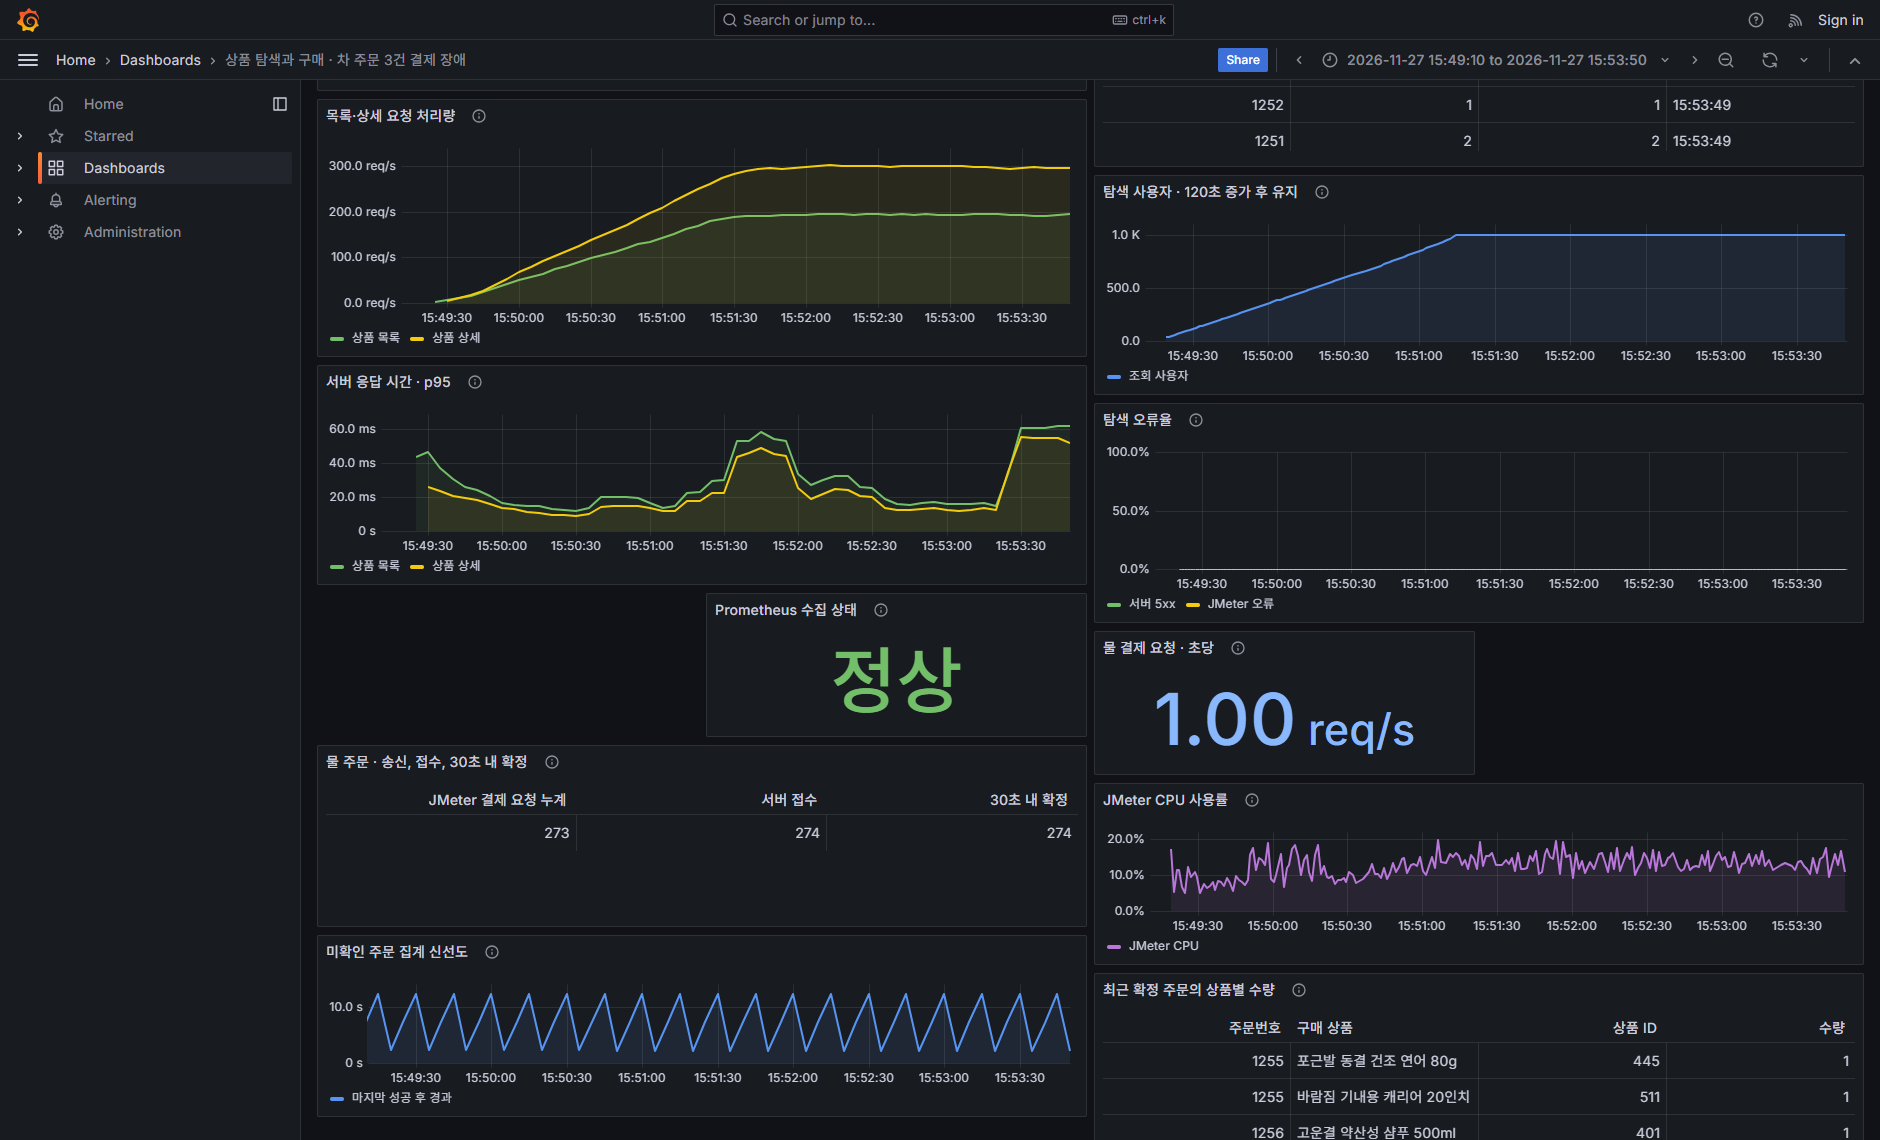 Search or jump to...
ctrl+k
Sign in
Home › Dashboards › 상품 탐색과 구매 · 차 주문 3건 결제 장애
Share
2026-11-27 15:49:10 to 2026-11-27 15:53:50
Home
Starred
Dashboards
Alerting
Administration
목록·상세 요청 처리량
300.0 req/s
200.0 req/s
100.0 req/s
0.0 req/s
15:49:30 15:50:00 15:50:30 15:51:00 15:51:30 15:52:00 15:52:30 15:53:00 15:53:30
상품 목록 상품 상세
서버 응답 시간 · p95
60.0 ms
40.0 ms
20.0 ms
0 s
15:49:30 15:50:00 15:50:30 15:51:00 15:51:30 15:52:00 15:52:30 15:53:00 15:53:30
상품 목록 상품 상세
Prometheus 수집 상태
정상
몰 주문 · 송신, 접수, 30초 내 확정
JMeter 결제 요청 누계 서버 접수 30초 내 확정
273 274 274
미확인 주문 집계 신선도
10.0 s
0 s
15:49:30 15:50:00 15:50:30 15:51:00 15:51:30 15:52:00 15:52:30 15:53:00 15:53:30
마지막 성공 후 경과
1252 1 1 15:53:49
1251 2 2 15:53:49
탐색 사용자 · 120초 증가 후 유지
1.0 K
500.0
0.0
15:49:30 15:50:00 15:50:30 15:51:00 15:51:30 15:52:00 15:52:30 15:53:00 15:53:30
조회 사용자
탐색 오류율
100.0%
50.0%
0.0%
15:49:30 15:50:00 15:50:30 15:51:00 15:51:30 15:52:00 15:52:30 15:53:00 15:53:30
서버 5xx JMeter 오류
몰 결제 요청 · 초당
1.00 req/s
JMeter CPU 사용률
20.0%
10.0%
0.0%
15:49:30 15:50:00 15:50:30 15:51:00 15:51:30 15:52:00 15:52:30 15:53:00 15:53:30
JMeter CPU
최근 확정 주문의 상품별 수량
주문번호 구매 상품 상품 ID 수량
1255 포근발 동결 건조 연어 80g 445 1
1255 바람짐 기내용 캐리어 20인치 511 1
1256 고운결 약산성 샴푸 500ml 401 1